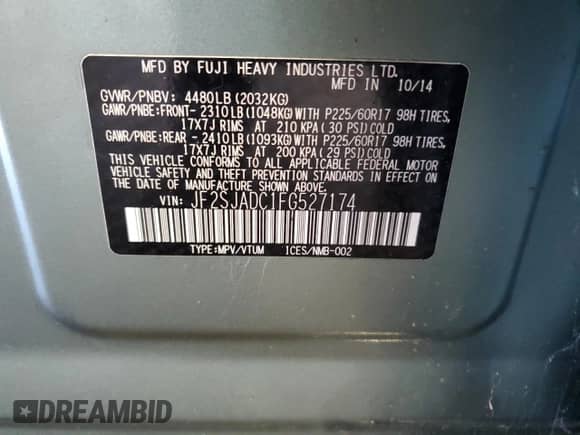 MFD BY FUJI HEAVY INDUSTRIES LTD.
MFD IN 10/14
GVWR/PNBV: 4480LB(2032KG)
GAWR/PNBE:FRONT- 2310LB(1048KG)WITH P225/60R17 98H TIRES,
17X7J RIMS AT 210 KPA(30 PSI)COLD
GAWR/PNBE:REAR - 2410LB(1093KG)WITH P225/60R17 98H TIRES,
17X7J RIMS AT 200 KPA(29 PSI)COLD
THIS VEHICLE CONFORMS TO ALL APPLICABLE FEDERAL MOTOR
VEHICLE SAFETY AND THEFT PREVENTION STANDARDS IN EFFECT
ON THE DATE OF MANUFACTURE SHOWN ABOVE.
VIN: JF2SJADC1FG527174
TYPE:MPV/VTUM ICES/NMB-002
DREAMBID